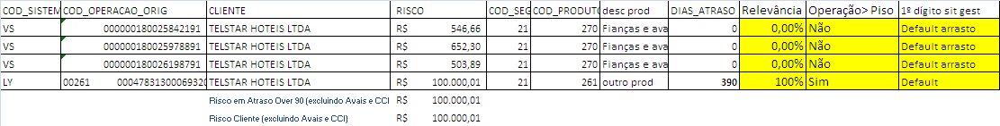 COD_SISTEM COD_OPERACAO_ORIG CLIENTE RISCO COD_SEG COD_PRODUTO desc prod DIAS_ATRASO Relevância Operação> Piso 1º dígito sit gest
VS 000000180025842191 TELSTAR HOTEIS LTDA R$ 546,66 21 270 Fianças e ava 0 0,00% Não Default arrasto
VS 000000180025978891 TELSTAR HOTEIS LTDA R$ 652,30 21 270 Fianças e ava 0 0,00% Não Default arrasto
VS 000000180026198791 TELSTAR HOTEIS LTDA R$ 503,89 21 270 Fianças e ava 0 0,00% Não Default arrasto
LY 00261 000478313000069320 TELSTAR HOTEIS LTDA R$ 100.000,01 21 261 outro prod 390 100% Sim Default
Risco em Atraso Over 90 (excluindo Avais e CCI R$ 100.000,01
Risco Cliente (excluindo Avais e CCI) R$ 100.000,01